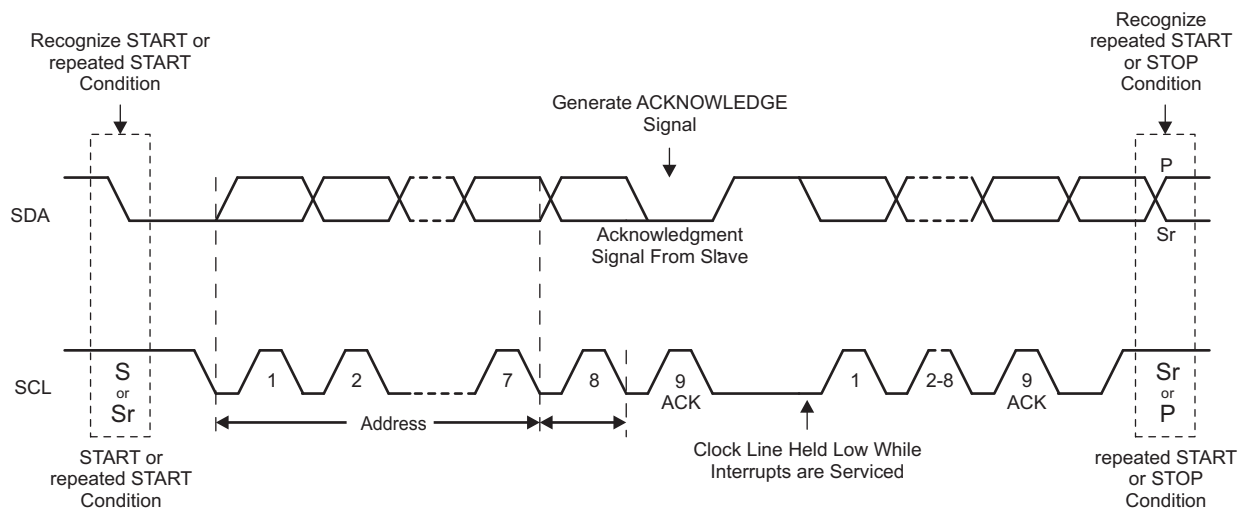 Recognize START or
repeated START
Condition
Recognize
repeated START
or STOP
Condition
Generate ACKNOWLEDGE
Signal
SDA
P
Sr
Acknowledgment
Signal From Slave
SCL
S
or
Sr
1
2
7
8
9
ACK
1
2-8
9
ACK
Sr
or
P
Address
Clock Line Held Low While
Interrupts are Serviced
START or
repeated START
Condition
repeated START
or STOP
Condition